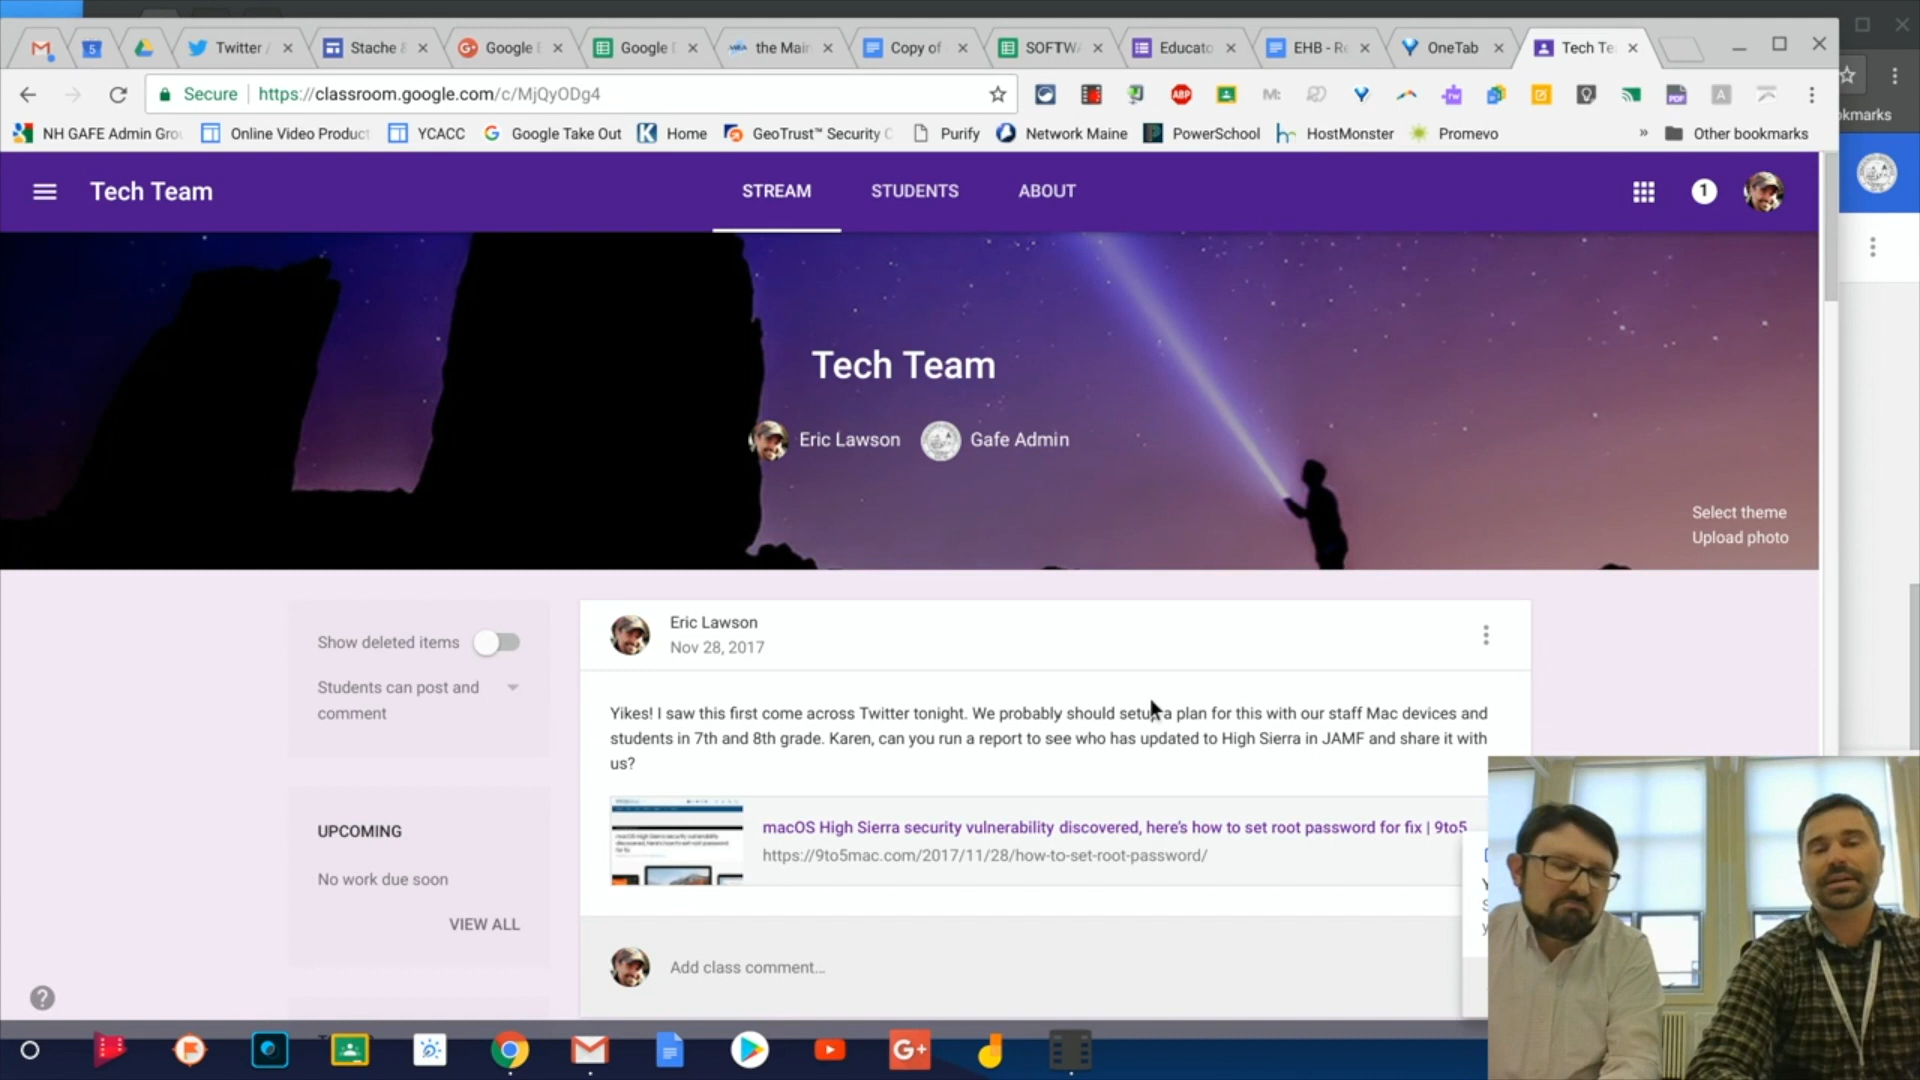 Twitter /
Stache &
Google E
Google D
the Main
Copy of
SOFTWA
Educato
EHB - Re
OneTab
Tech Te
Secure
https://classroom.google.com/c/MjQyODg4
NH GAFE Admin Gro
Online Video Product
YCACC
Google Take Out
Home
GeoTrust™ Security C
Purify
Network Maine
PowerSchool
HostMonster
Promevo
»
Other bookmarks
Tech Team
STREAM
STUDENTS
ABOUT
1
Tech Team
Eric Lawson
Gafe Admin
Select theme
Upload photo
Show deleted items
Students can post and
comment
UPCOMING
No work due soon
VIEW ALL
Eric Lawson
Nov 28, 2017
Yikes! I saw this first come across Twitter tonight. We probably should setup a plan for this with our staff Mac devices and
students in 7th and 8th grade. Karen, can you run a report to see who has updated to High Sierra in JAMF and share it with
us?
macOS High Sierra security vulnerability discovered, here's how to set root password for fix | 9to5
https://9to5mac.com/2017/11/28/how-to-set-root-password/
Add class comment...